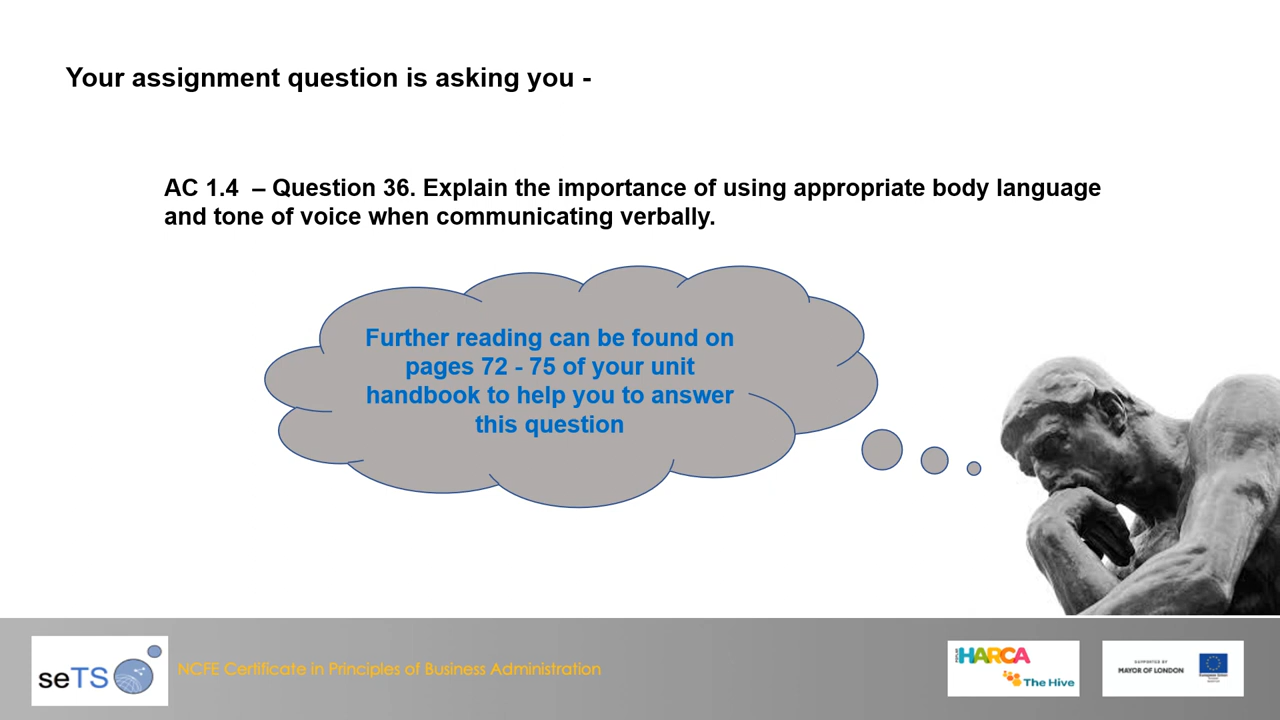 Your assignment question is asking you -
AC 1.4 – Question 36. Explain the importance of using appropriate body language
and tone of voice when communicating verbally.
Further reading can be found on
pages 72 - 75 of your unit
handbook to help you to answer
this question
seTS
NCFE Certificate in Principles of Business Administration
HARCA
The Hive
SUPPORTED BY
MAYOR OF LONDON
European Union